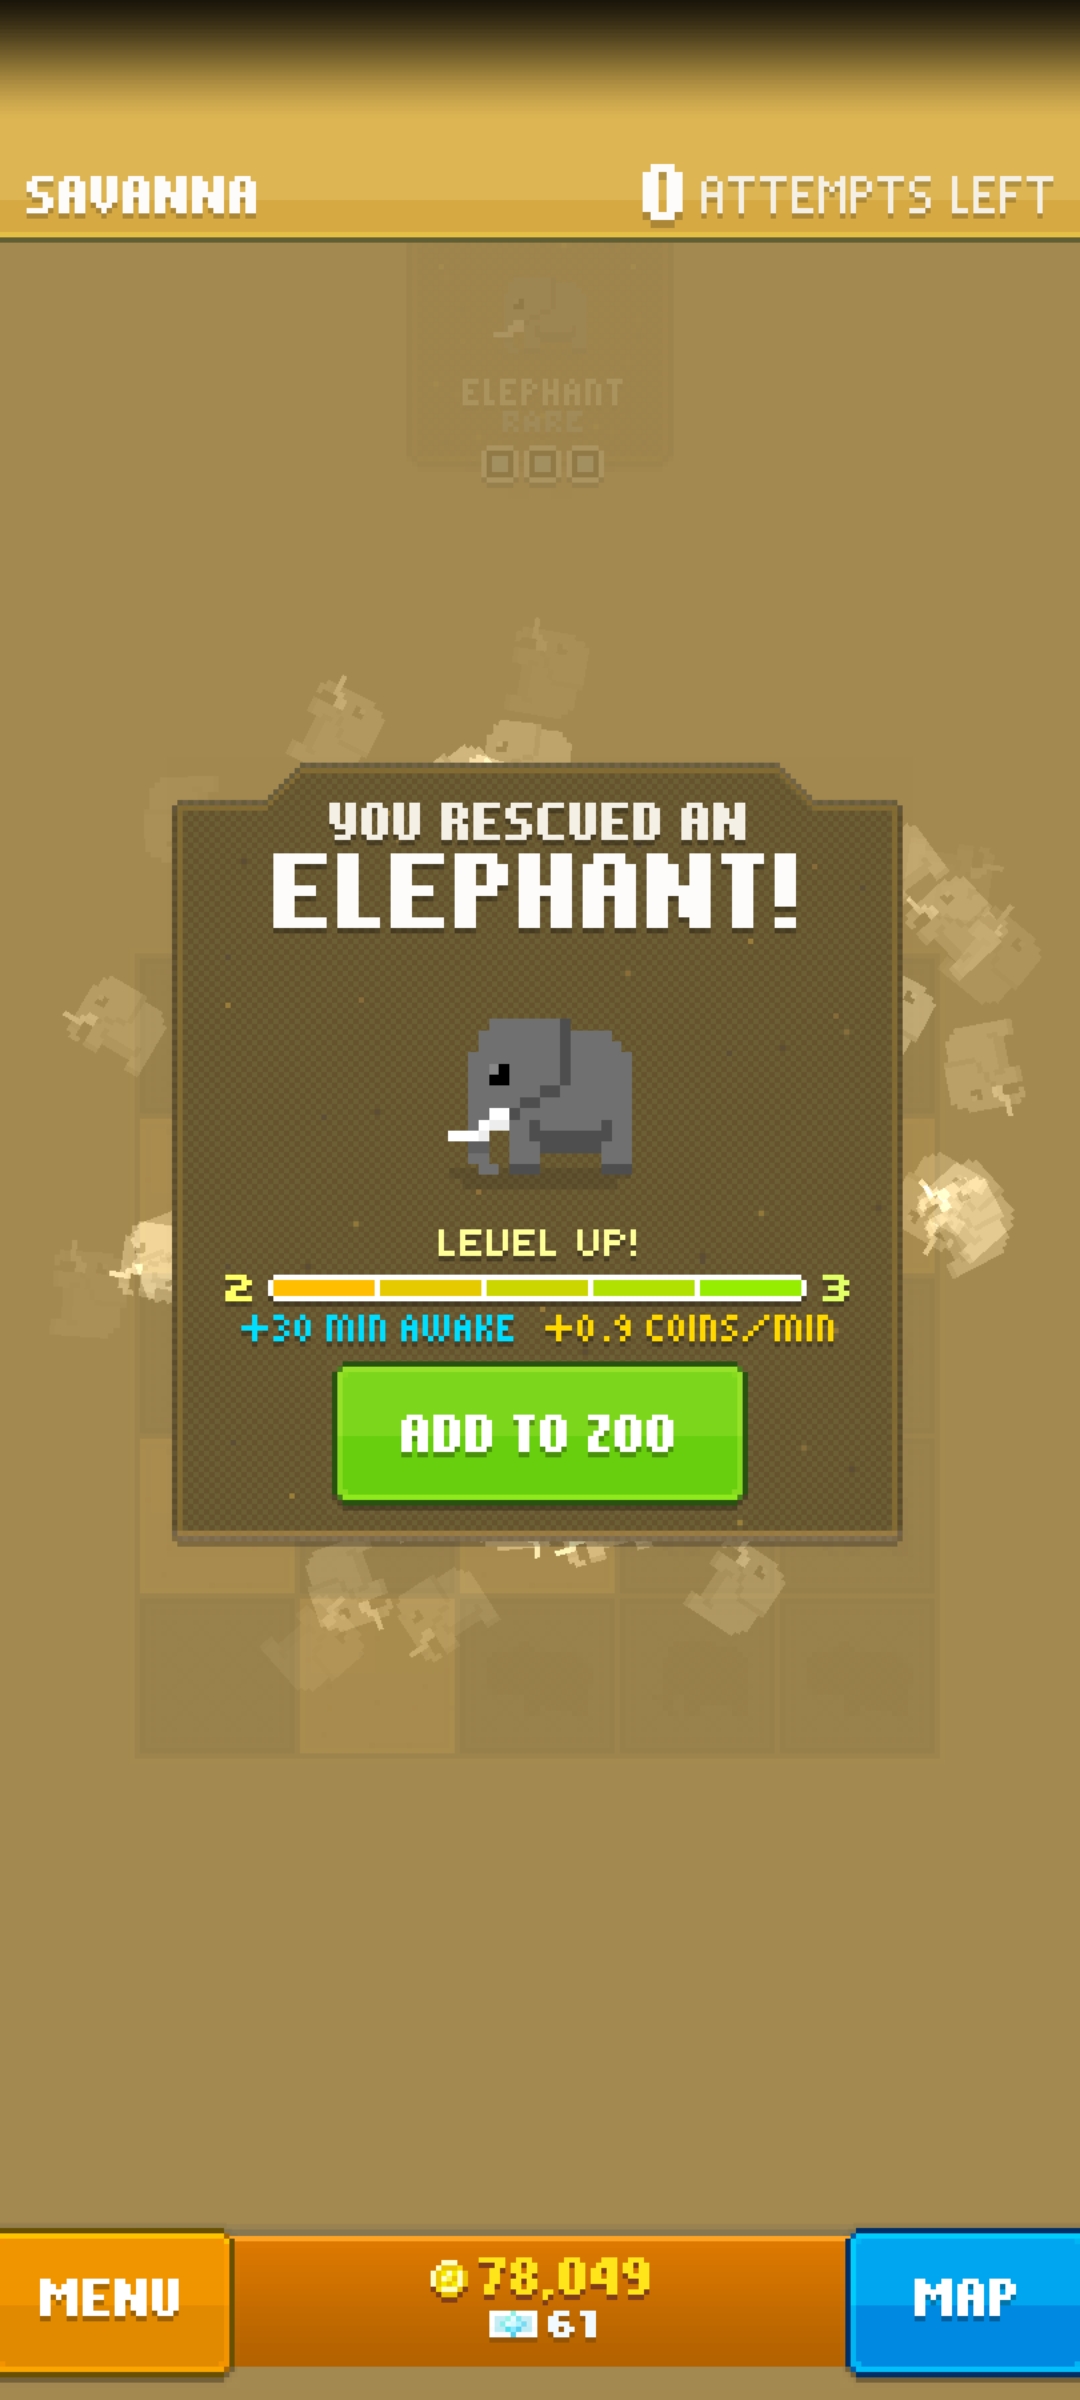 SAVANNA
0 ATTEMPTS LEFT
ELEPHANT
RARE
YOU RESCUED AN
ELEPHANT!
LEVEL UP!
2 3
+30 MIN AWAKE +0.9 COINS/MIN
ADD TO ZOO
MENU
78,049
61
MAP